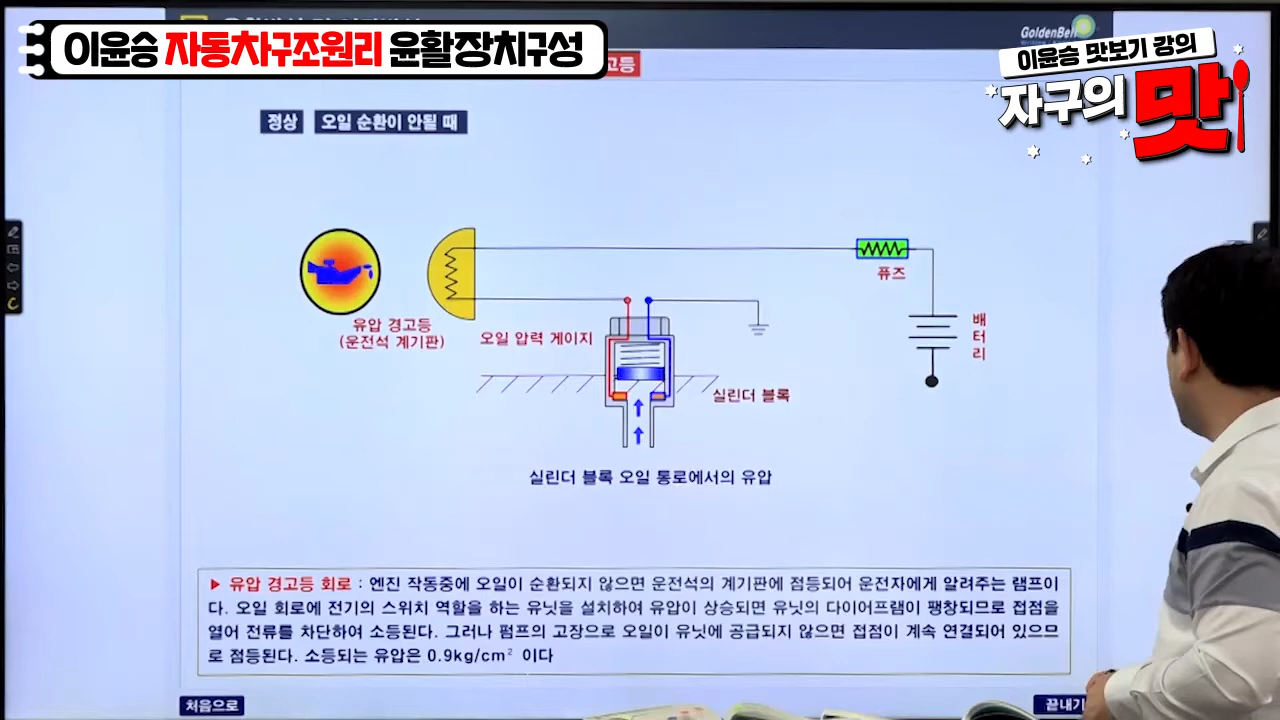 이윤승 자동차구조원리 윤활장치구성
GoldenBell
이윤승 맛보기 강의
자구의 맛
고등
정상
오일 순환이 안될 때
퓨즈
유압 경고등
(운전석 계기판)
오일 압력 게이지
배
터
리
실린더 블록
실린더 블록 오일 통로에서의 유압
▶ 유압 경고등 회로 : 엔진 작동중에 오일이 순환되지 않으면 운전석의 계기판에 점등되어 운전자에게 알려주는 램프이
다. 오일 회로에 전기의 스위치 역할을 하는 유닛을 설치하여 유압이 상승되면 유닛의 다이어프램이 팽창되므로 접점을
열어 전류를 차단하여 소등된다. 그러나 펌프의 고장으로 오일이 유닛에 공급되지 않으면 접점이 계속 연결되어 있으므
로 점등된다. 소등되는 유압은 0.9kg/cm² 이다
처음으로
끝내기